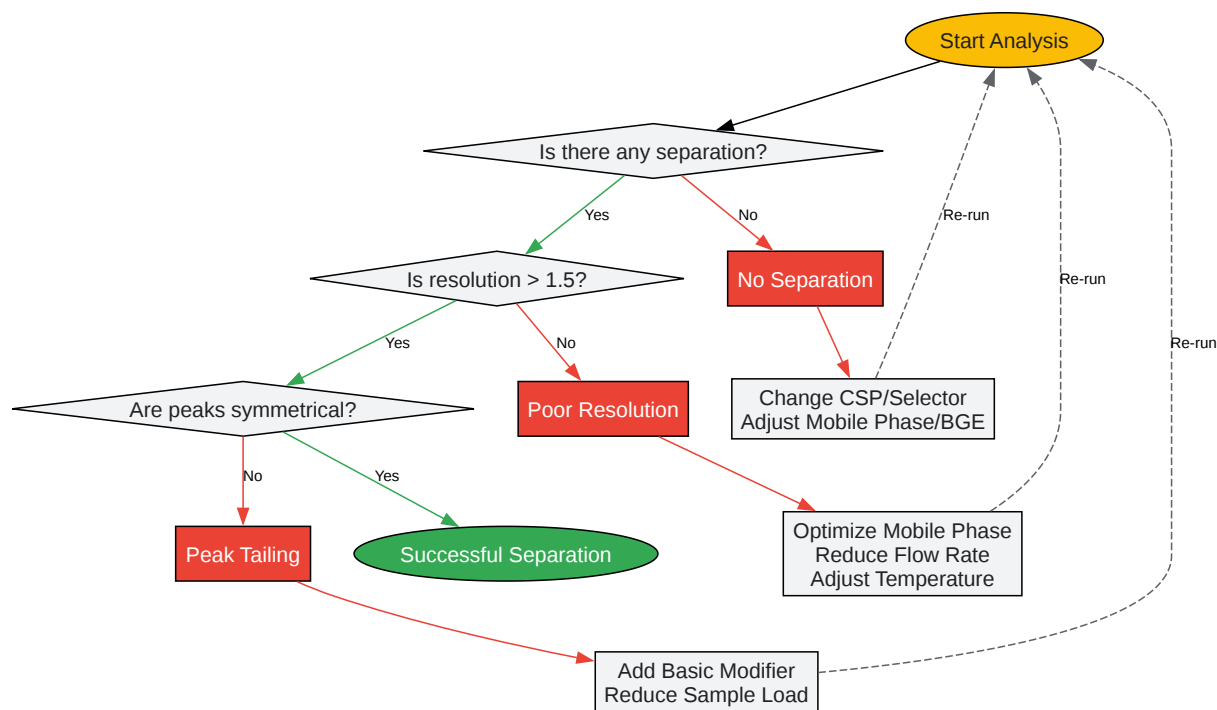 Start Analysis
Is there any separation?
Yes
No
Re-run
Is resolution > 1.5?
No Separation
Re-run
Yes
No
Re-run
Are peaks symmetrical?
Poor Resolution
Change CSP/Selector
Adjust Mobile Phase/BGE
No
Yes
Peak Tailing
Successful Separation
Optimize Mobile Phase
Reduce Flow Rate
Adjust Temperature
Add Basic Modifier
Reduce Sample Load